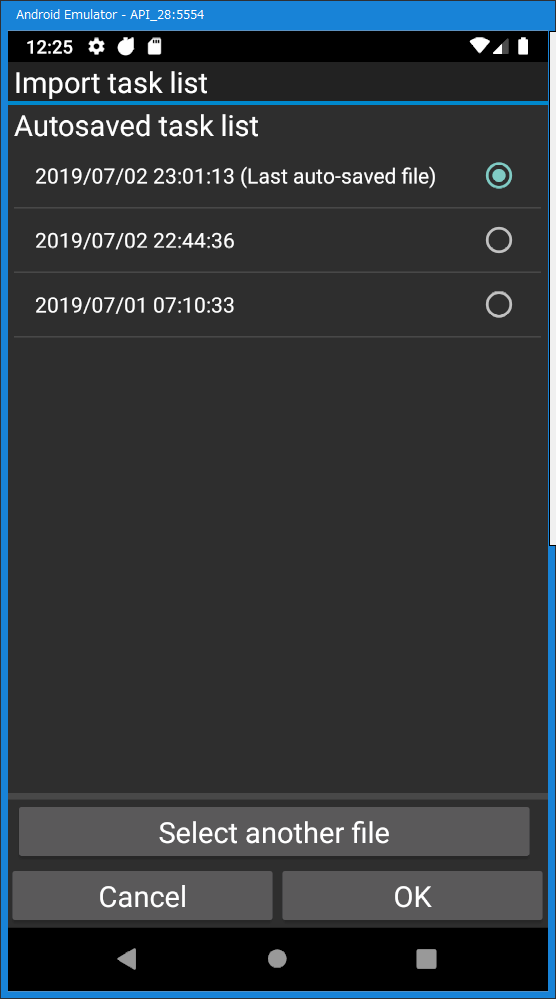 Android Emulator - API_28:5554
12:25
Import task list
Autosaved task list
2019/07/02 23:01:13 (Last auto-saved file)
2019/07/02 22:44:36
2019/07/01 07:10:33
Select another file
Cancel
OK